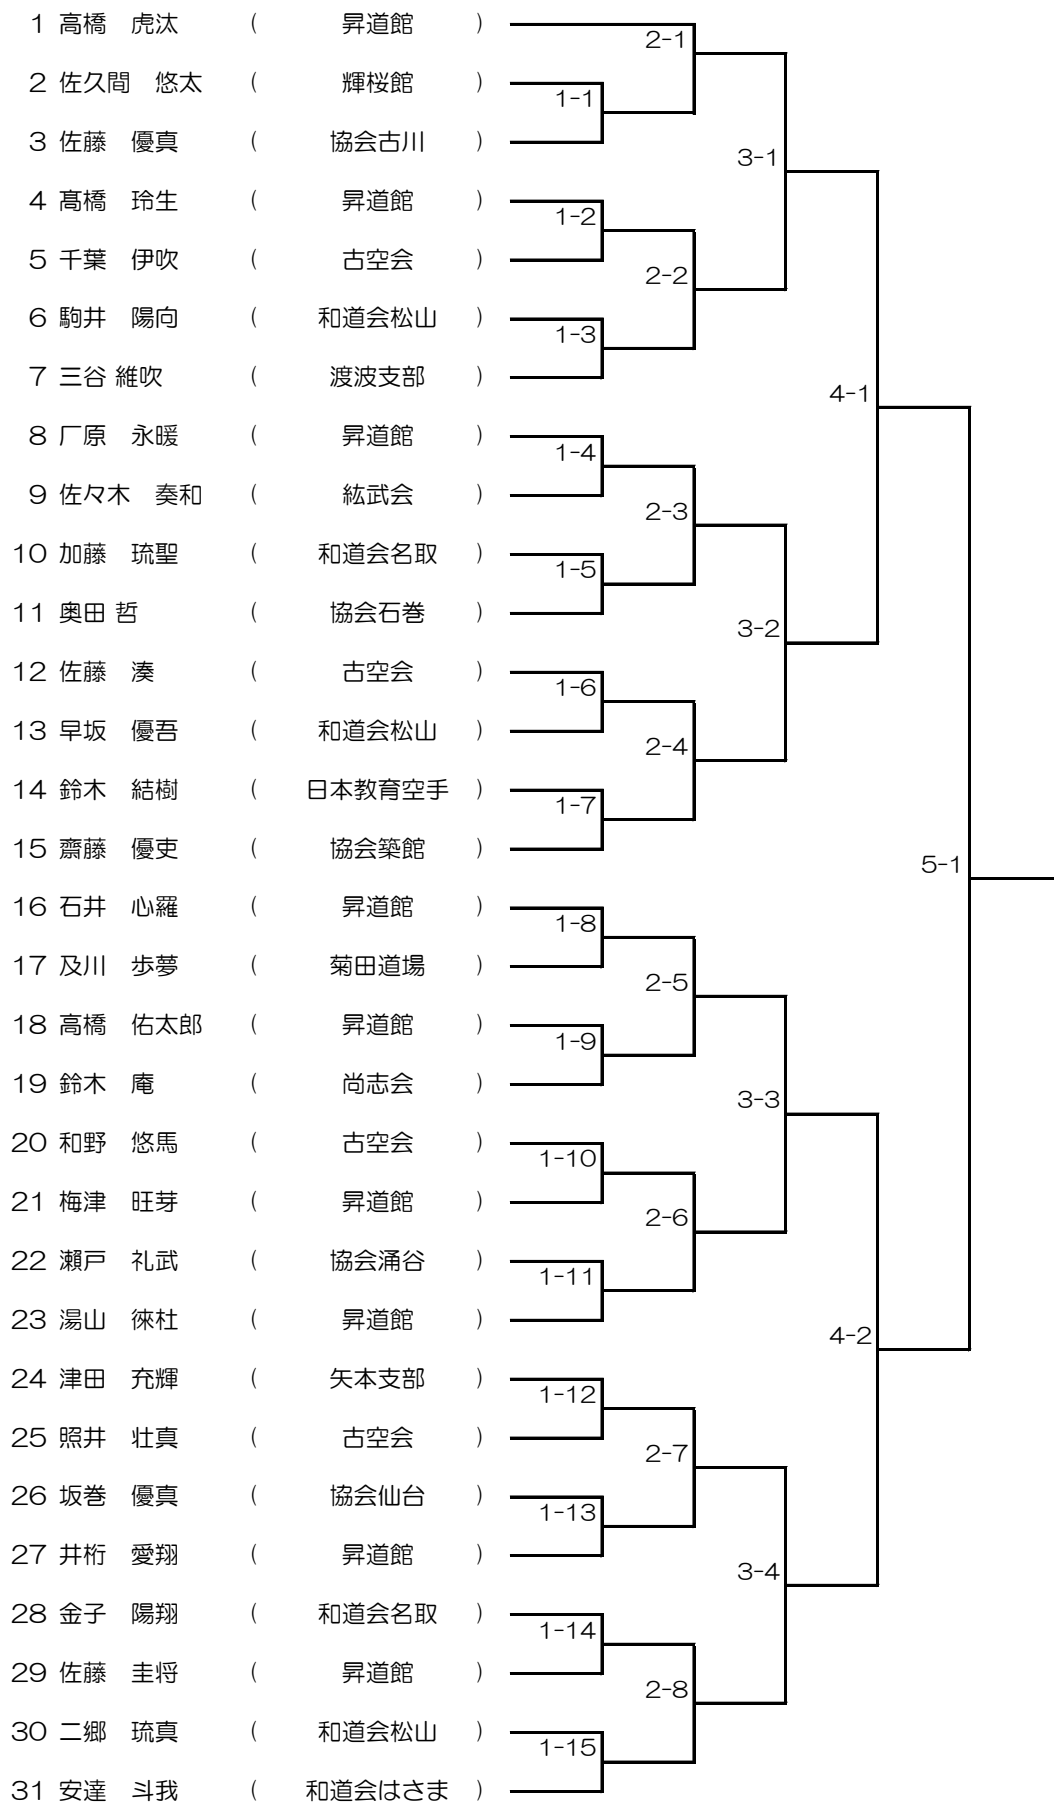 1 高橋　虎汰 ( 昇道館 )
2-1
2 佐久間　悠太 ( 輝桜館 )
1-1
3 佐藤　優真 ( 協会古川 )
3-1
4 髙橋　玲生 ( 昇道館 )
1-2
5 千葉　伊吹 ( 古空会 )
2-2
6 駒井　陽向 ( 和道会松山 )
1-3
7 三谷 維吹 ( 渡波支部 )
4-1
8 厂原　永暖 ( 昇道館 )
1-4
9 佐々木　奏和 ( 紘武会 )
2-3
10 加藤　琉聖 ( 和道会名取 )
1-5
11 奥田 哲 ( 協会石巻 )
3-2
12 佐藤　湊 ( 古空会 )
1-6
13 早坂　優吾 ( 和道会松山 )
2-4
14 鈴木　結樹 ( 日本教育空手 )
1-7
15 齋藤　優吏 ( 協会築館 )
5-1
16 石井　心羅 ( 昇道館 )
1-8
17 及川　歩夢 ( 菊田道場 )
2-5
18 高橋　佑太郎 ( 昇道館 )
1-9
19 鈴木　庵 ( 尚志会 )
3-3
20 和野　悠馬 ( 古空会 )
1-10
21 梅津　旺芽 ( 昇道館 )
2-6
22 瀬戸　礼武 ( 協会涌谷 )
1-11
23 湯山　徠杜 ( 昇道館 )
4-2
24 津田　充輝 ( 矢本支部 )
1-12
25 照井　壮真 ( 古空会 )
2-7
26 坂巻　優真 ( 協会仙台 )
1-13
27 井桁　愛翔 ( 昇道館 )
3-4
28 金子　陽翔 ( 和道会名取 )
1-14
29 佐藤　圭将 ( 昇道館 )
2-8
30 二郷　琉真 ( 和道会松山 )
1-15
31 安達　斗我 ( 和道会はさま )